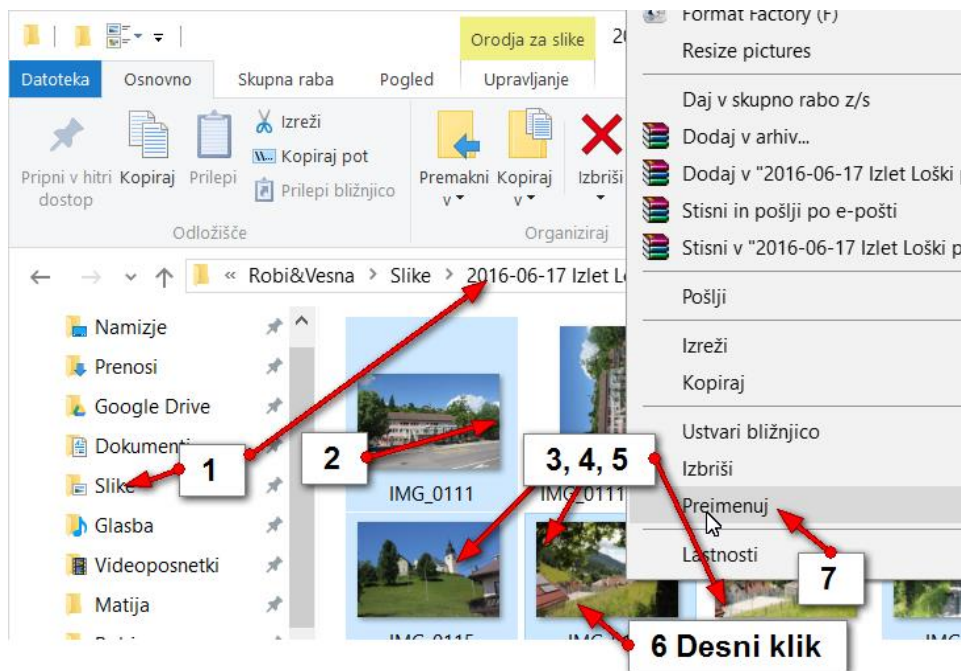 Orodja za slike
Datoteka
Osnovno
Skupna raba
Pogled
Upravljanje
Pripni v hitri
dostop
Kopiraj
Prilepi
Izreži
Kopiraj pot
Prilepi bližnjico
Premakni
v
Kopiraj
v
Izbriši
Odložišče
Organiziraj
« Robi&Vesna > Slike > 2016-06-17 Izlet
Namizje
Prenosi
Google Drive
Dokumenti
Slike
Glasba
Videoposnetki
Matija
IMG_0111
IMG_0111
IMG_0115
Format Factory (F)
Resize pictures
Daj v skupno rabo z/s
Dodaj v arhiv...
Dodaj v "2016-06-17 Izlet Loški
Stisni in pošlji po e-pošti
Stisni v "2016-06-17 Izlet Loški p
Pošlji
Izreži
Kopiraj
Ustvari bližnjico
Izbriši
Preimenuj
Lastnosti
1
2
3, 4, 5
6 Desni klik
7